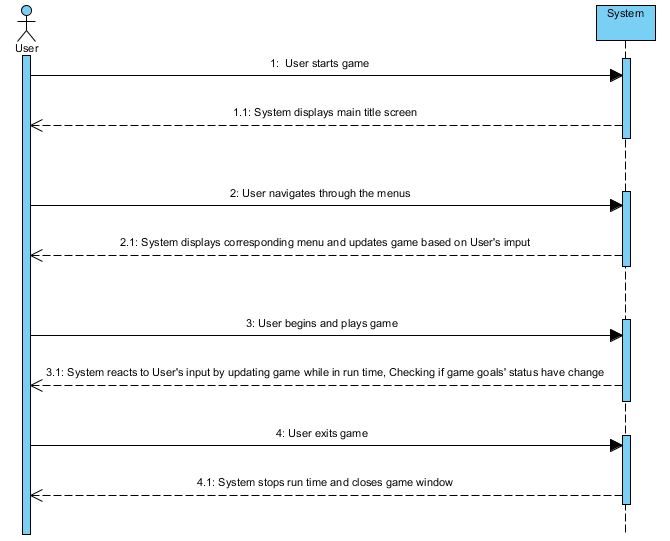 System
User
1:  User starts game
1.1: System displays main title screen
2: User navigates through the menus
2.1: System displays corresponding menu and updates game based on User's imput
3: User begins and plays game
3.1: System reacts to User's input by updating game while in run time, Checking if game goals' status have change
4: User exits game
4.1: System stops run time and closes game window